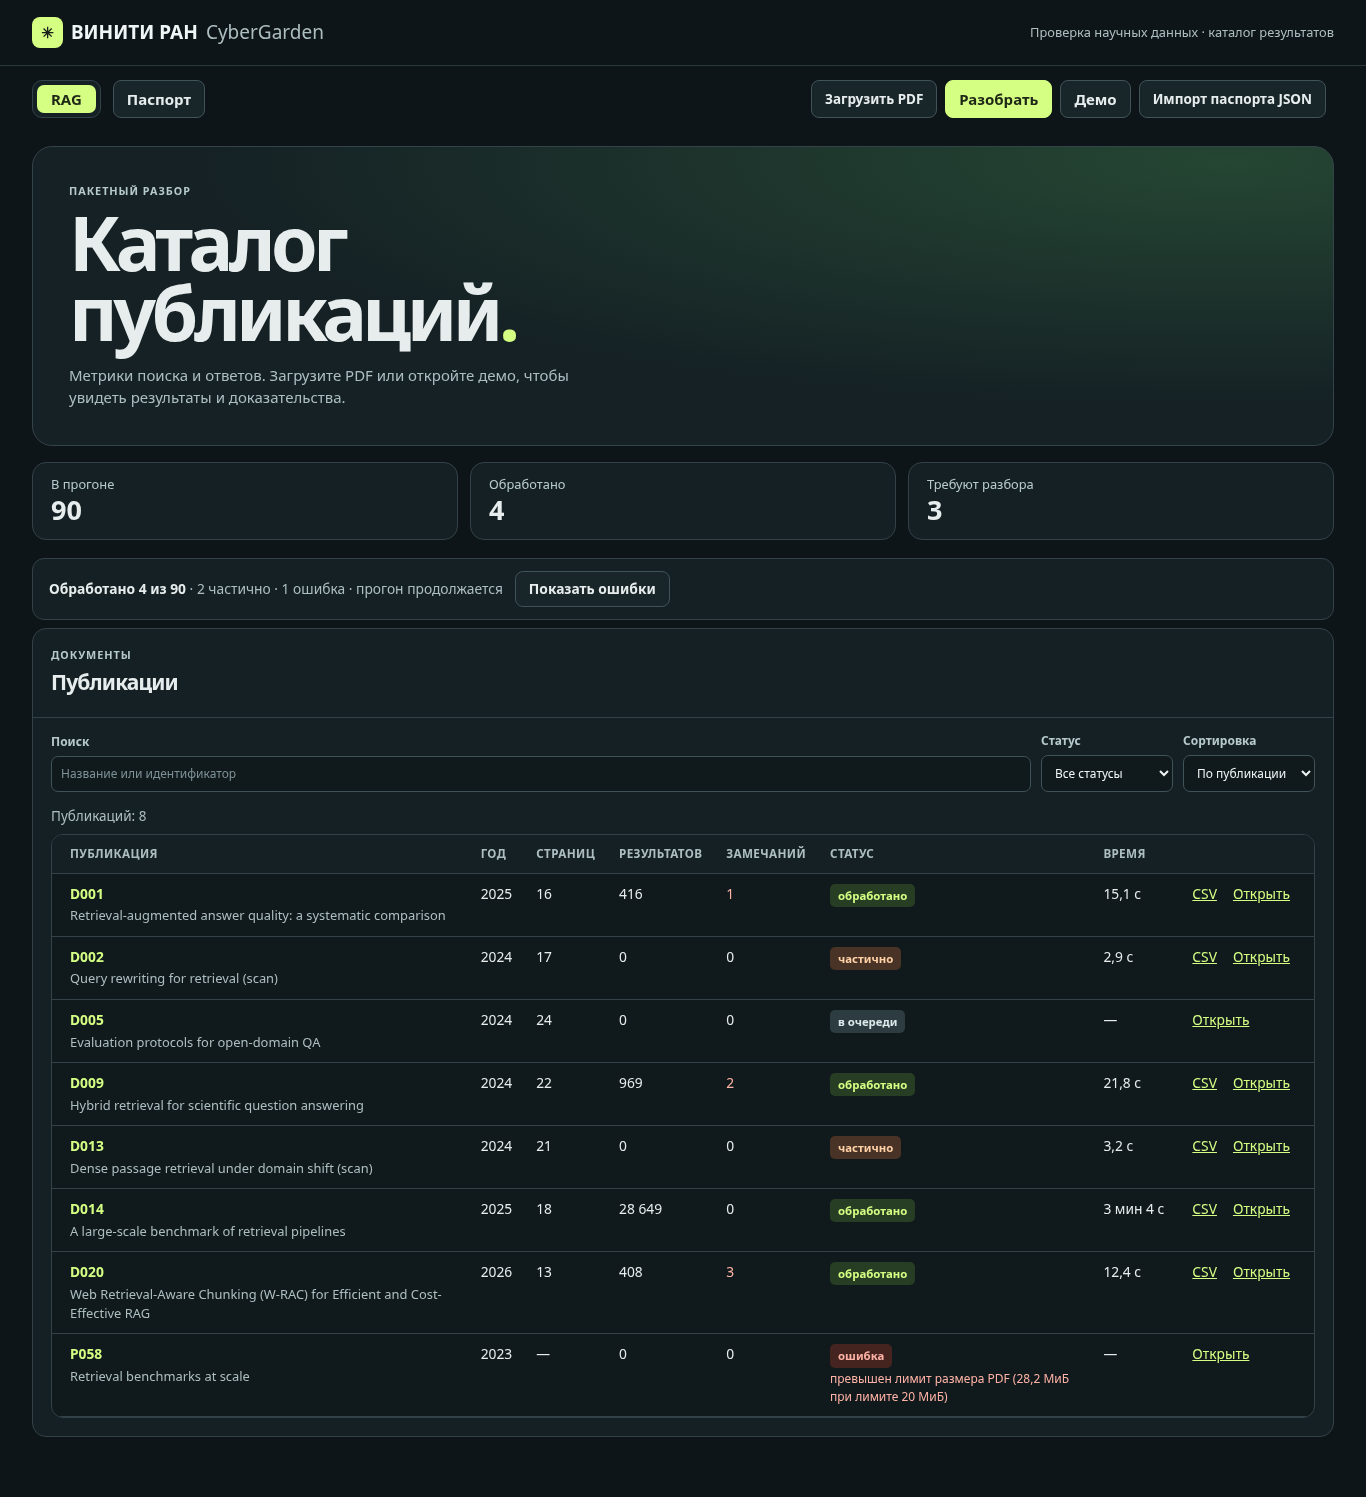 ВИНИТИ РАН CyberGarden
Проверка научных данных · каталог результатов
RAG
Паспорт
Загрузить PDF
Разобрать
Демо
Импорт паспорта JSON
ПАКЕТНЫЙ РАЗБОР
Каталог
публикаций.
Метрики поиска и ответов. Загрузите PDF или откройте демо, чтобы
увидеть результаты и доказательства.
В прогоне
90
Обработано
4
Требуют разбора
3
Обработано 4 из 90 · 2 частично · 1 ошибка · прогон продолжается
Показать ошибки
ДОКУМЕНТЫ
Публикации
Поиск
Название или идентификатор
Статус
Все статусы
Сортировка
По публикации
Публикаций: 8
ПУБЛИКАЦИЯ ГОД СТРАНИЦ РЕЗУЛЬТАТОВ ЗАМЕЧАНИЙ СТАТУС ВРЕМЯ
D001 2025 16 416 1 обработано 15,1 с CSV Открыть
Retrieval-augmented answer quality: a systematic comparison
D002 2024 17 0 0 частично 2,9 с CSV Открыть
Query rewriting for retrieval (scan)
D005 2024 24 0 0 в очереди — Открыть
Evaluation protocols for open-domain QA
D009 2024 22 969 2 обработано 21,8 с CSV Открыть
Hybrid retrieval for scientific question answering
D013 2024 21 0 0 частично 3,2 с CSV Открыть
Dense passage retrieval under domain shift (scan)
D014 2025 18 28 649 0 обработано 3 мин 4 с CSV Открыть
A large-scale benchmark of retrieval pipelines
D020 2026 13 408 3 обработано 12,4 с CSV Открыть
Web Retrieval-Aware Chunking (W-RAC) for Efficient and Cost-
Effective RAG
P058 2023 — 0 0 ошибка — Открыть
Retrieval benchmarks at scale
превышен лимит размера PDF (28,2 МиБ
при лимите 20 МиБ)